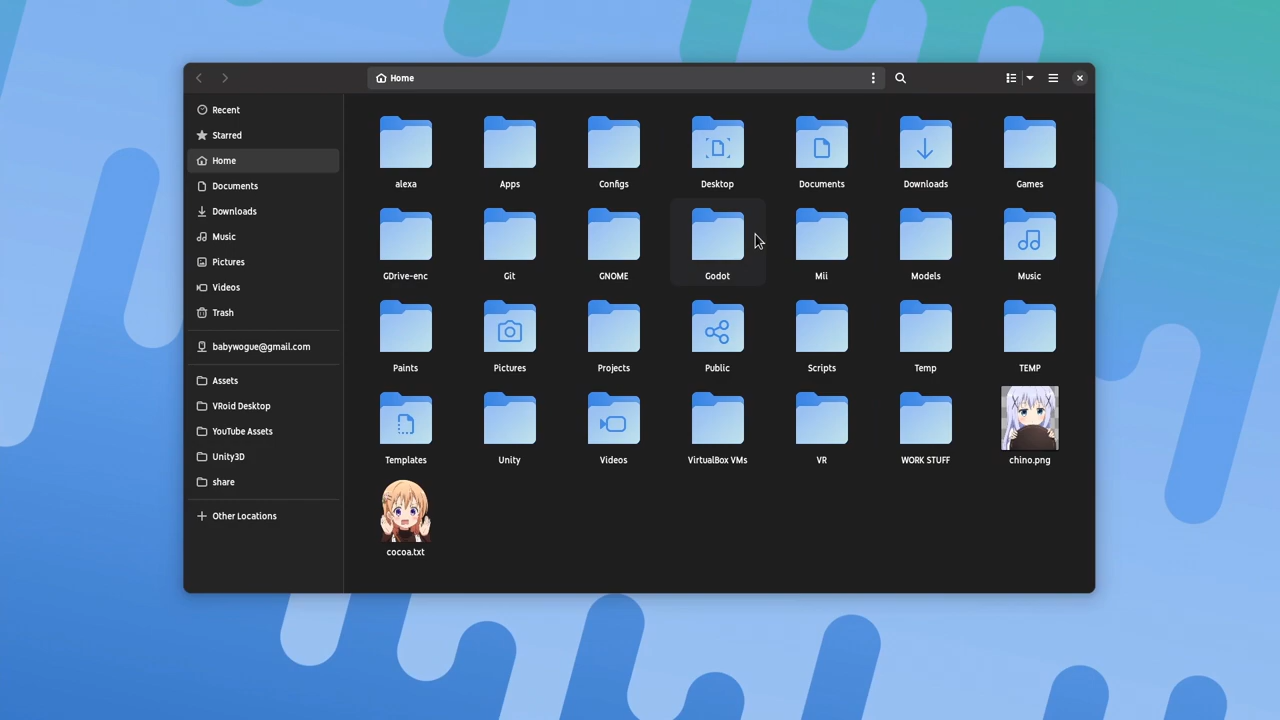 Home
Recent
Starred
Home
Documents
Downloads
Music
Pictures
Videos
Trash
babywogue@gmail.com
Assets
VRoid Desktop
YouTube Assets
Unity3D
share
Other Locations
alexa Apps Configs Desktop Documents Downloads Games
GDrive-enc Git GNOME Godot Mii Models Music
Paints Pictures Projects Public Scripts Temp TEMP
Templates Unity Videos VirtualBox VMs VR WORK STUFF chino.png
cocoa.txt